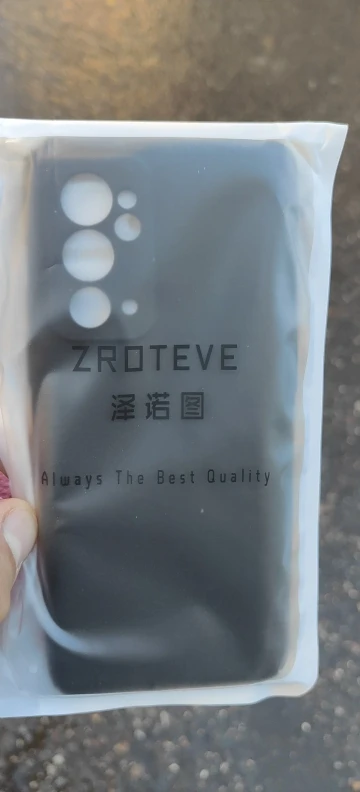 ZROTEVE
泽诺图
Always The Best Quality